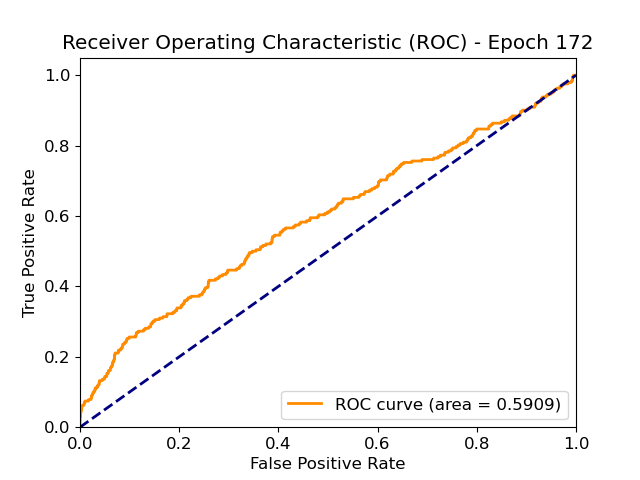 Receiver Operating Characteristic (ROC) - Epoch 172
1.0
0.8
0.6
0.4
0.2
0.0
True Positive Rate
ROC curve (area = 0.5909)
0.0 0.2 0.4 0.6 0.8 1.0
False Positive Rate